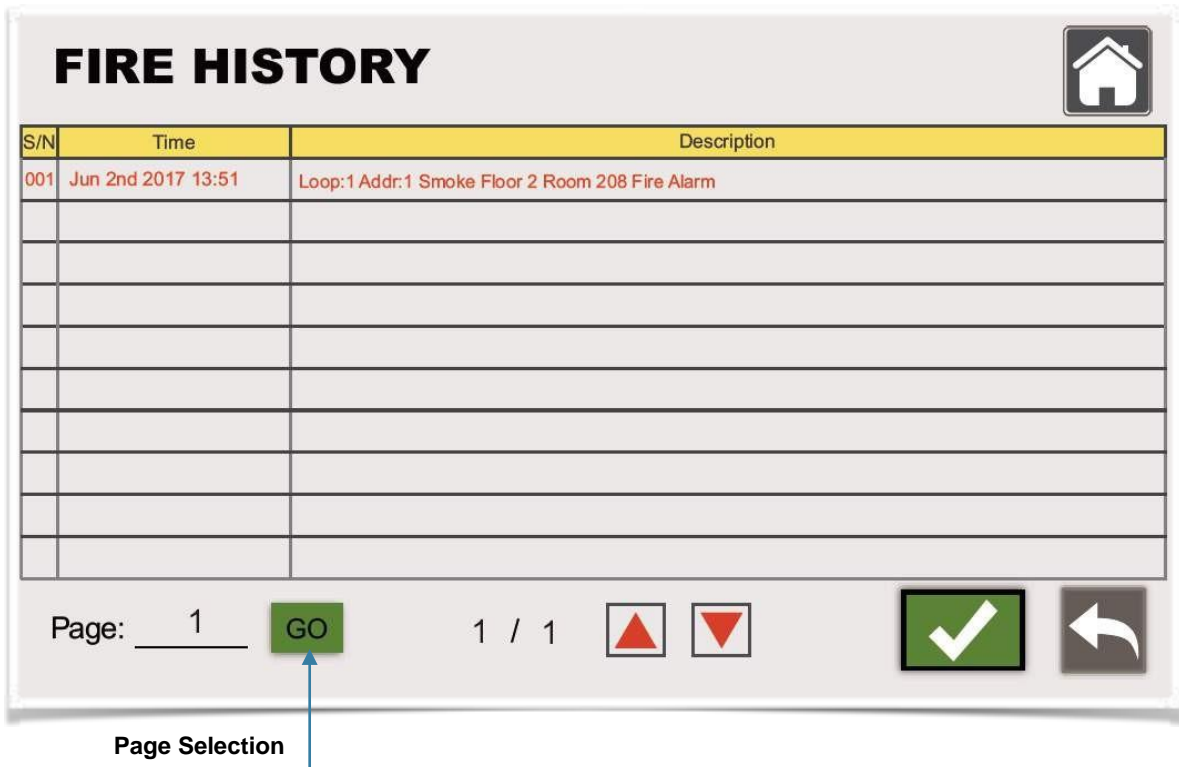 FIRE HISTORY
S/N Time Description
001 Jun 2nd 2017 13:51 Loop:1 Addr:1 Smoke Floor 2 Room 208 Fire Alarm
Page: 1 GO 1 / 1
Page Selection